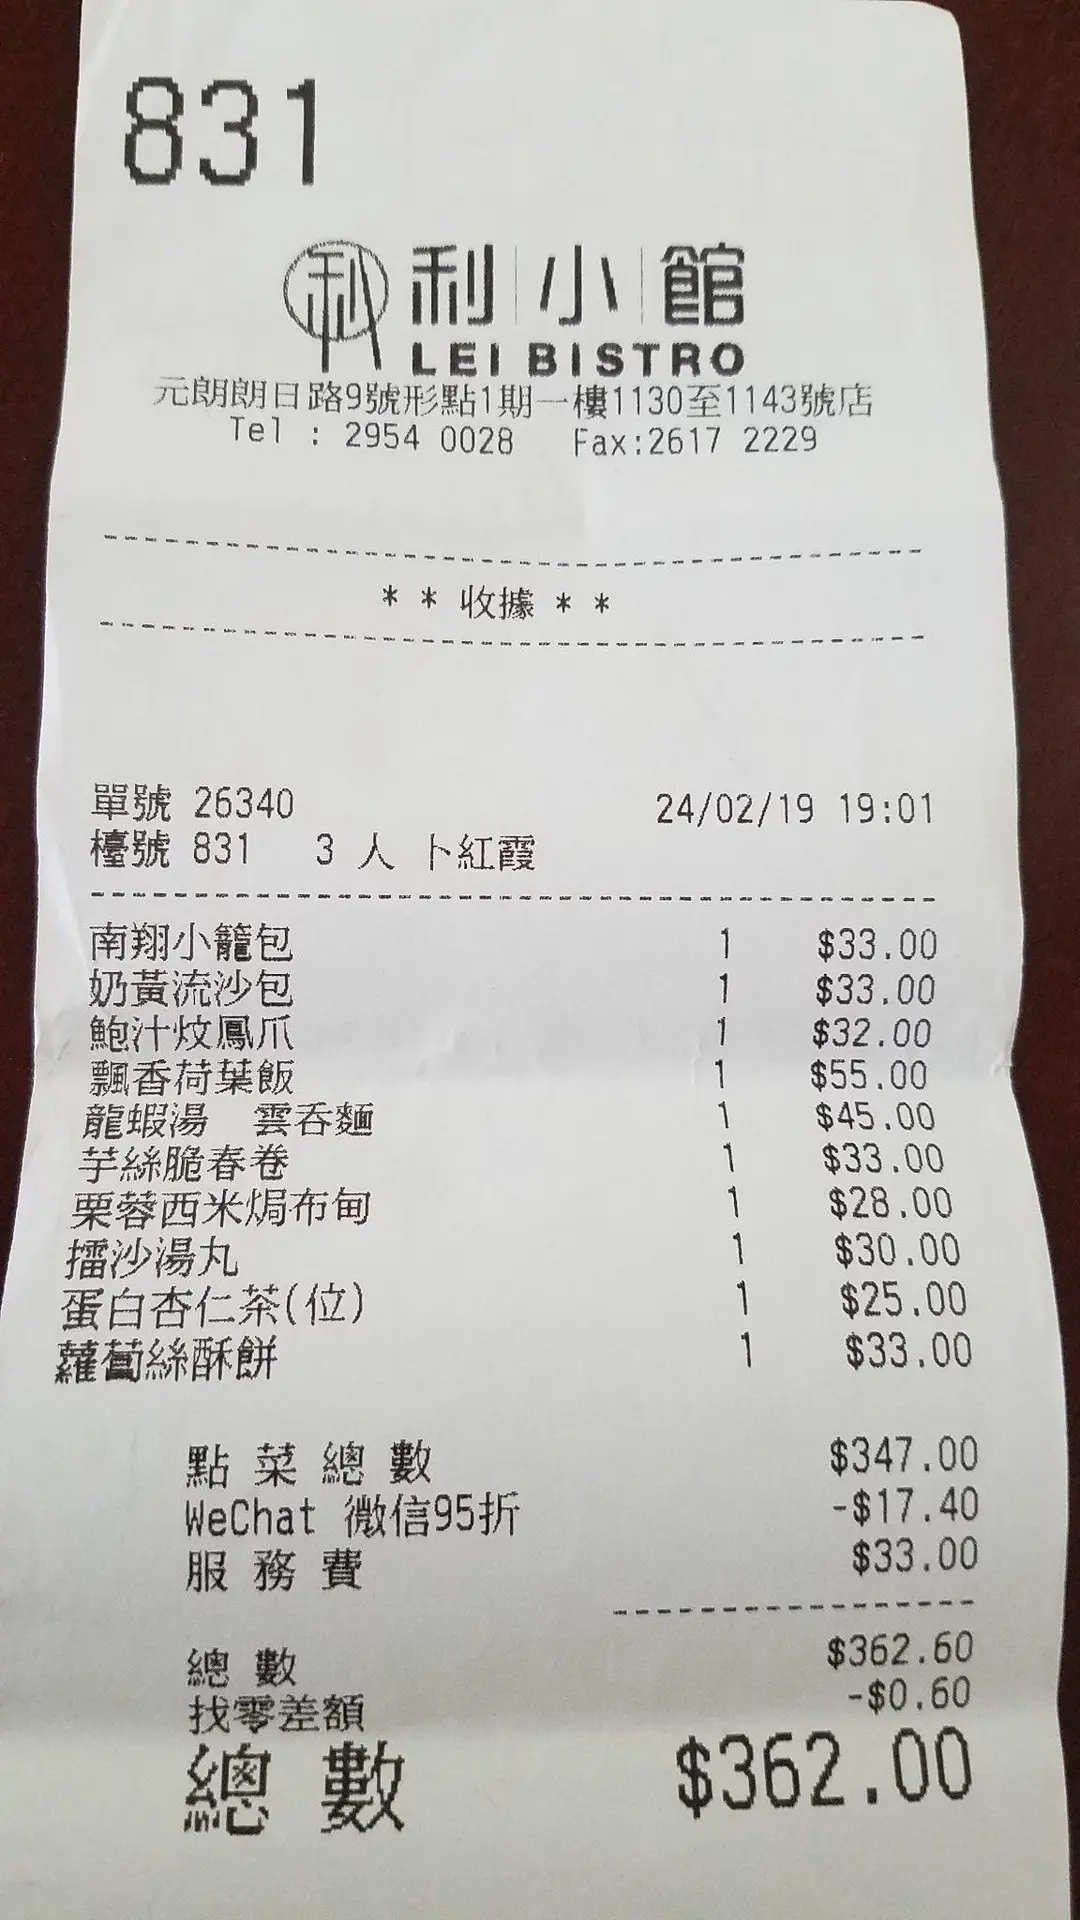 831
利小館
LEI BISTRO
元朗朗日路9號形點1期一樓1130至1143號店
Tel : 2954 0028 Fax:2617 2229
* * 收據 * *
單號 26340 24/02/19 19:01
檯號 831 3 人 卜紅霞
南翔小籠包 1 $33.00
奶黃流沙包 1 $33.00
鮑汁炆鳳爪 1 $32.00
飄香荷葉飯 1 $55.00
龍蝦湯 雲吞麵 1 $45.00
芋絲脆春卷 1 $33.00
栗蓉西米焗布甸 1 $28.00
擂沙湯丸 1 $30.00
蛋白杏仁茶(位) 1 $25.00
蘿蔔絲酥餅 1 $33.00
點 菜 總 數 $347.00
WeChat 微信95折 -$17.40
服 務 費 $33.00
總 數 $362.60
找零差額 -$0.60
總 數 $362.00